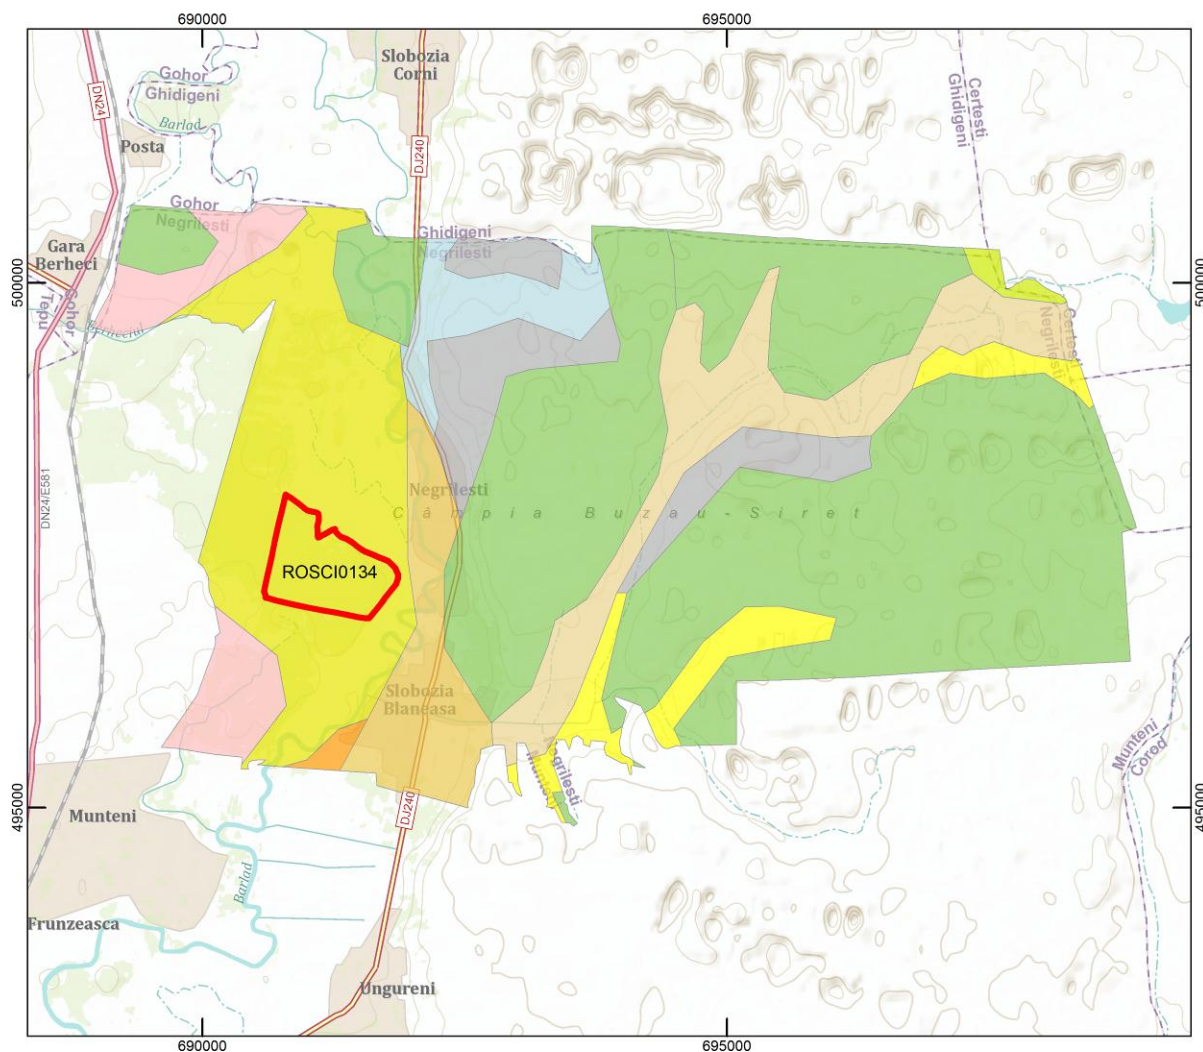 690000
695000
Slobozia
Corni
Gohor
Ghidigeni
DN24
Barlad
Posta
DJ240
Certesti
Ghidigeni
Gohor
Negrilesti
Ghidigeni
Negrilesti
Gara
Berheci
500000
500000
Tepu
Gohor
Certesti
Negrilesti
DN24/E581
Negrilesti
Câmpia Buzau-Siret
ROSCI0134
Slobozia
Blaneasa
Negrilesti
Munteni
Munteni
Corod
495000
495000
DJ240
Munteni
Barlad
Frunzeasca
Ungureni
690000
695000